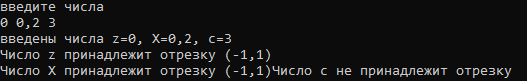 введите числа
0 0,2 3
введены числа z=0, X=0,2, c=3
Число z принадлежит отрезку (-1,1)
Число X принадлежит отрезку (-1,1)Число с не принадлежит отрезку